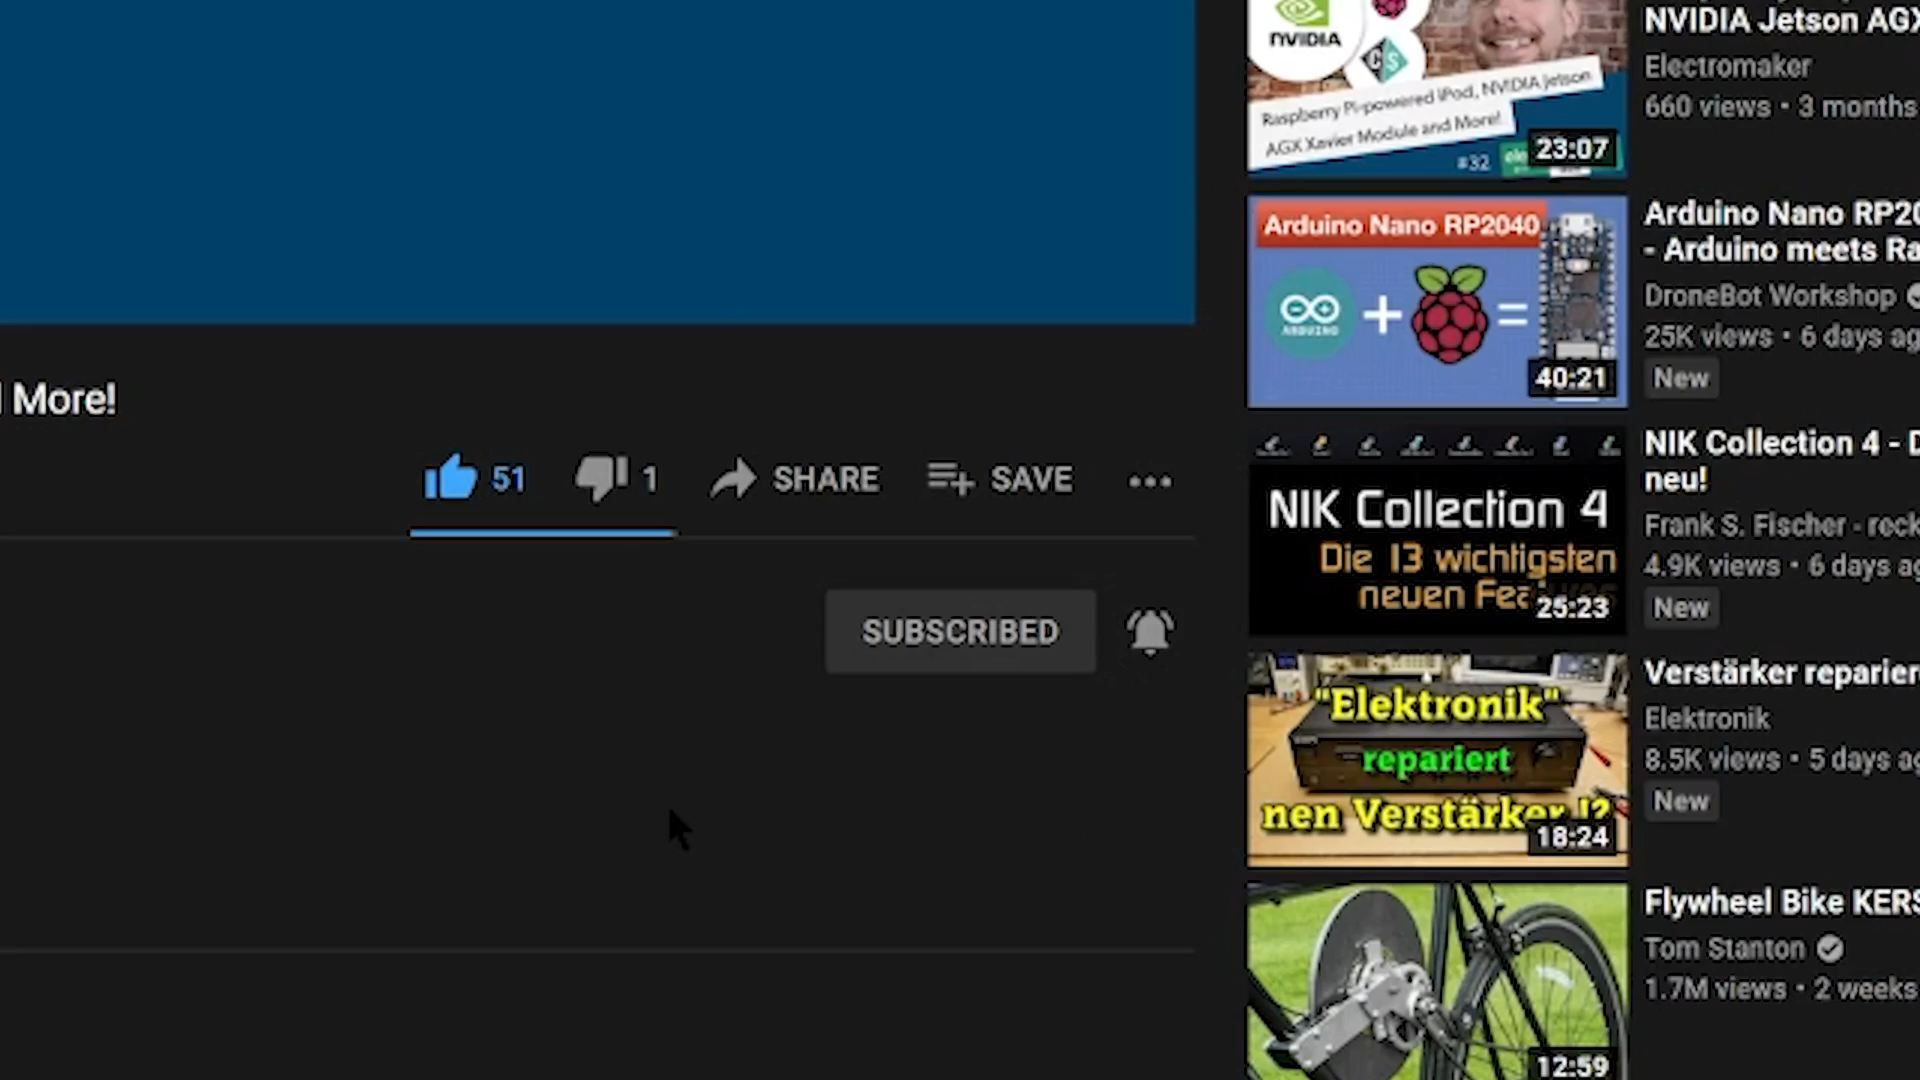 More!
51
1
SHARE
SAVE
SUBSCRIBED
NVIDIA
CS
Raspberry Pi-powered iPod, NVIDIA Jetson
AGX Xavier Module and More!
#32
23:07
NVIDIA Jetson AGX
Electromaker
660 views • 3 months
Arduino Nano RP2040
ARDUINO
+
=
40:21
Arduino Nano RP20
- Arduino meets Ra
DroneBot Workshop
25K views • 6 days ag
New
NIK Collection 4
Die 13 wichtigsten
neuen Fea
25:23
NIK Collection 4 - D
neu!
Frank S. Fischer - reck
4.9K views • 6 days ag
New
"Elektronik"
repariert
nen Verstärker !?
18:24
Verstärker reparier
Elektronik
8.5K views • 5 days ag
New
12:59
Flywheel Bike KERS
Tom Stanton
1.7M views • 2 weeks